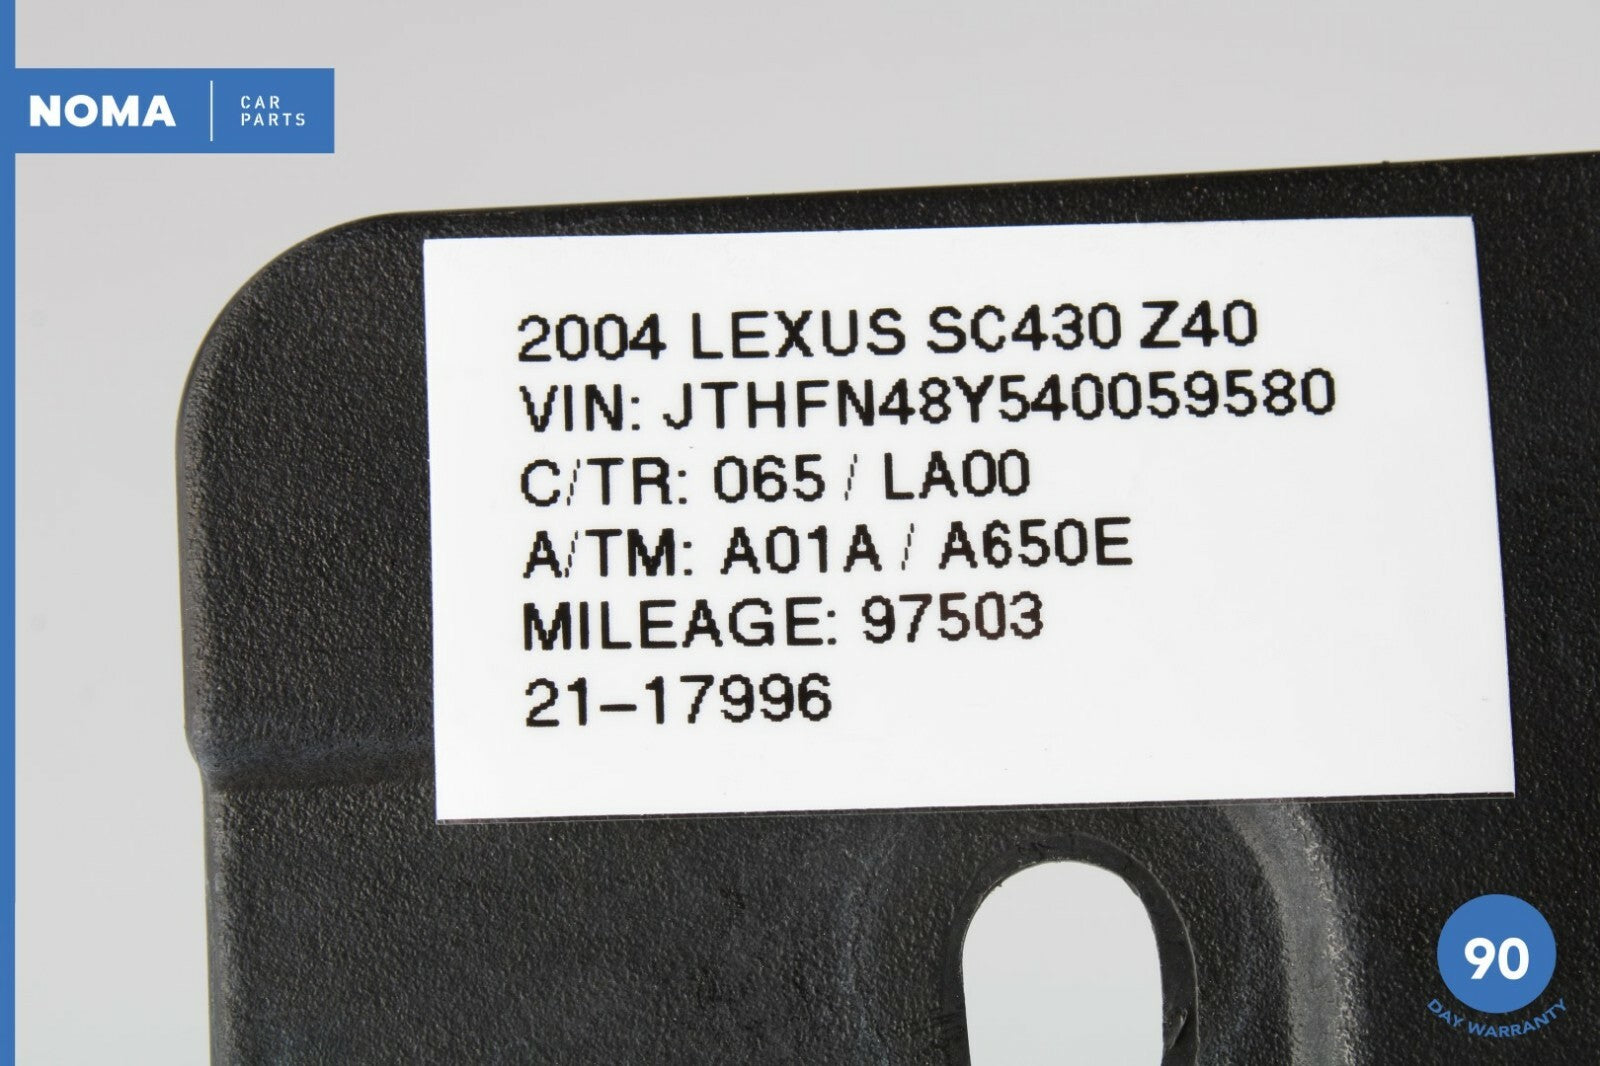 NOMA
CAR
PARTS
2004 LEXUS SC430 Z40
VIN: JTHFN48Y540059580
C/TR: 065 / LA00
A/TM: A01A / A650E
MILEAGE: 97503
21-17996
90
DAY WARRANTY